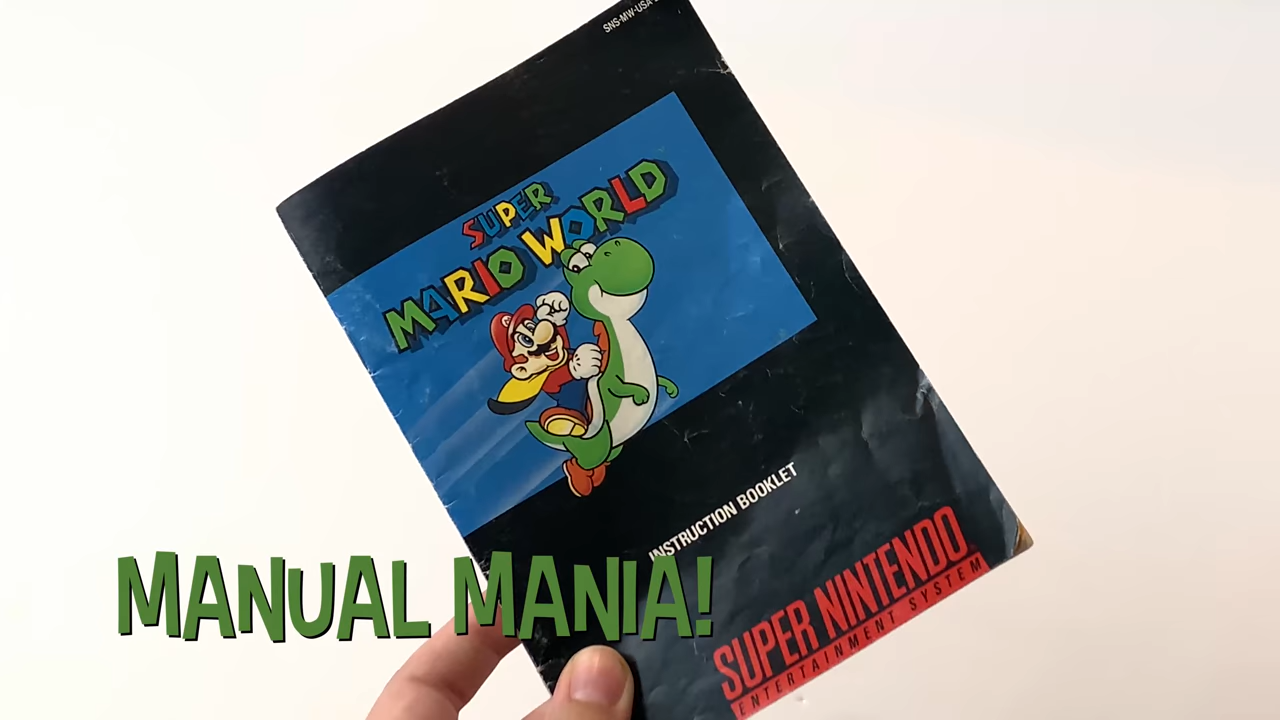 SNS-MW-USA
SUPER
MARIO WORLD
INSTRUCTION BOOKLET
MANUAL MANIA!
SUPER NINTENDO
ENTERTAINMENT SYSTEM